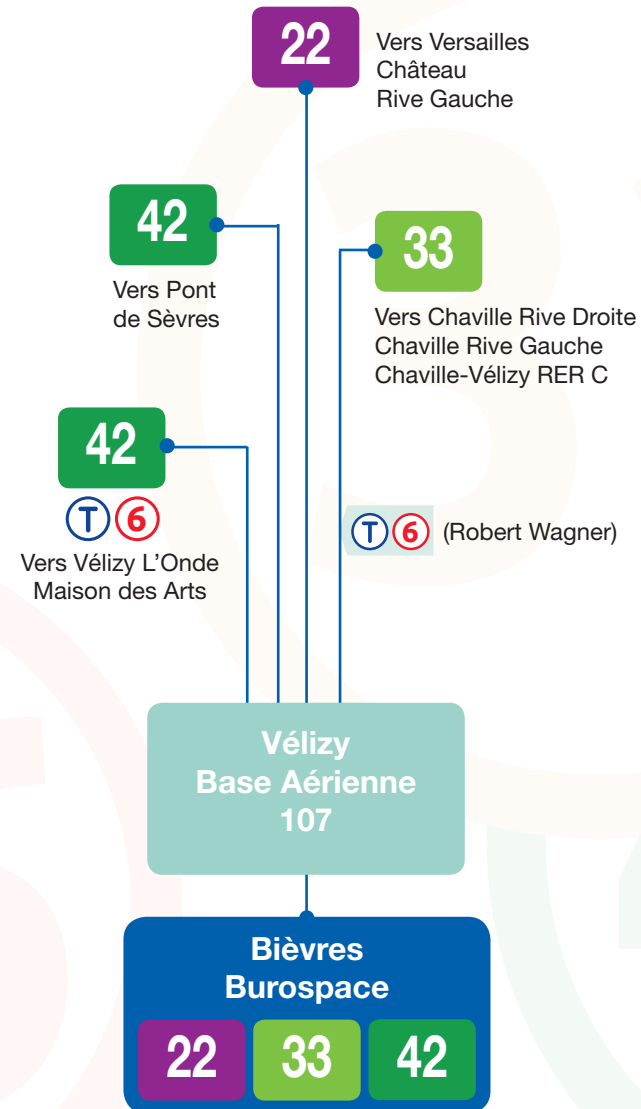 22
Vers Versailles
Château
Rive Gauche
42
Vers Pont
de Sèvres
33
Vers Chaville Rive Droite
Chaville Rive Gauche
Chaville-Vélizy RER C
42
T 6
Vers Vélizy L'Onde
Maison des Arts
T 6 (Robert Wagner)
Vélizy
Base Aérienne
107
Bièvres
Burospace
22 33 42